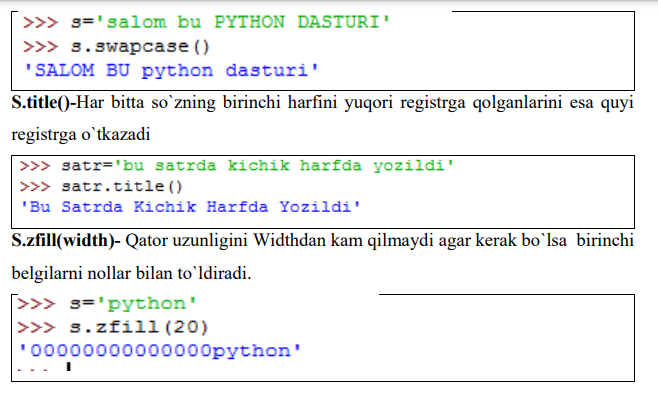 >>> s='salom bu PYTHON DASTURI'
>>> s.swapcase()
'SALOM BU python dasturi'
S.title()-Har bitta so`zning birinchi harfini yuqori registrga qolganlarini esa quyi
registrga o`tkazadi
>>> satr='bu satrda kichik harfda yozildi'
>>> satr.title()
'Bu Satrda Kichik Harfda Yozildi'
S.zfill(width)- Qator uzunligini Widthdan kam qilmaydi agar kerak bo`lsa birinchi
belgilarni nollar bilan to`ldiradi.
>>> s='python'
>>> s.zfill(20)
'00000000000000python'